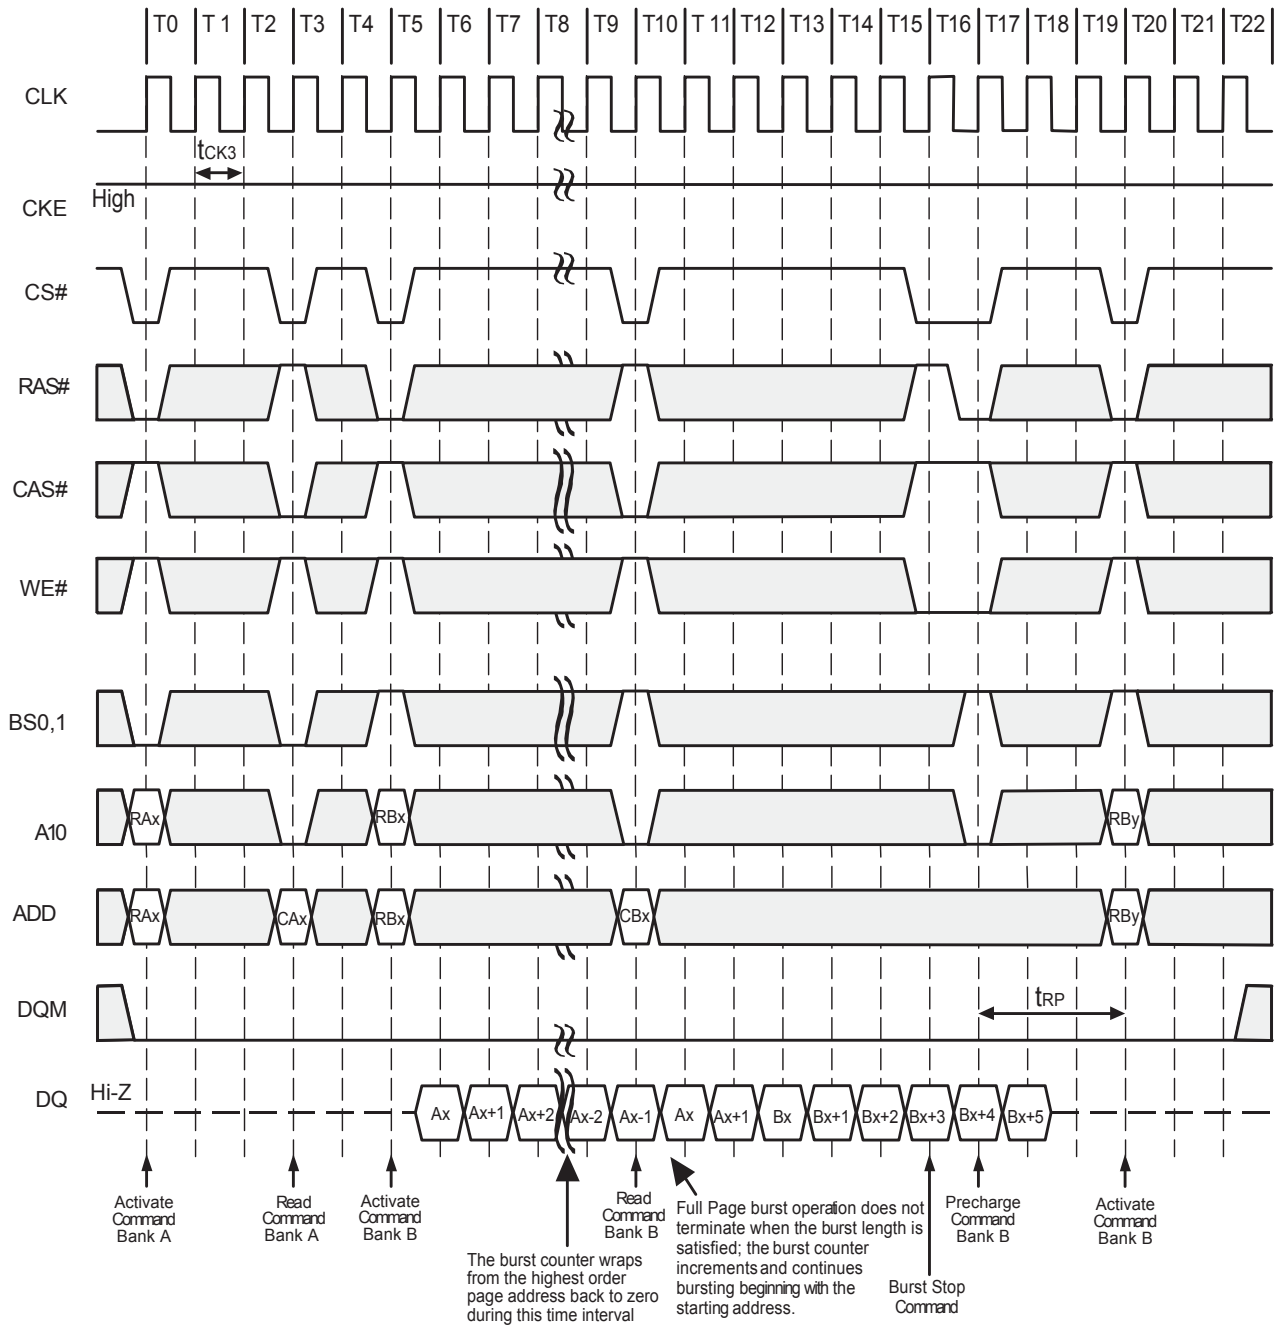 T0 T 1 T2 T3 T4 T5 T6 T7 T8 T9 T10 T 11 T12 T13 T14 T15 T16 T17 T18 T19 T20 T21 T22
CLK
tCK3
High
CKE
CS#
RAS#
CAS#
WE#
BS0,1
A10
RAx RBx RBy
ADD
RAx CAx RBx CBx RBy
DQM
tRP
DQ
Hi-Z
Ax Ax+1 Ax+2 Ax-2 Ax-1 Ax Ax+1 Bx Bx+1 Bx+2 Bx+3 Bx+4 Bx+5
Activate
Command
Bank A
Read
Command
Bank A
Activate
Command
Bank B
The burst counter wraps
from the highest order
page address back to zero
during this time interval
Read
Command
Bank B
Full Page burst operation does not
terminate when the burst length is
satisfied; the burst counter
increments and continues
bursting beginning with the
starting address.
Burst Stop
Command
Precharge
Command
Bank B
Activate
Command
Bank B